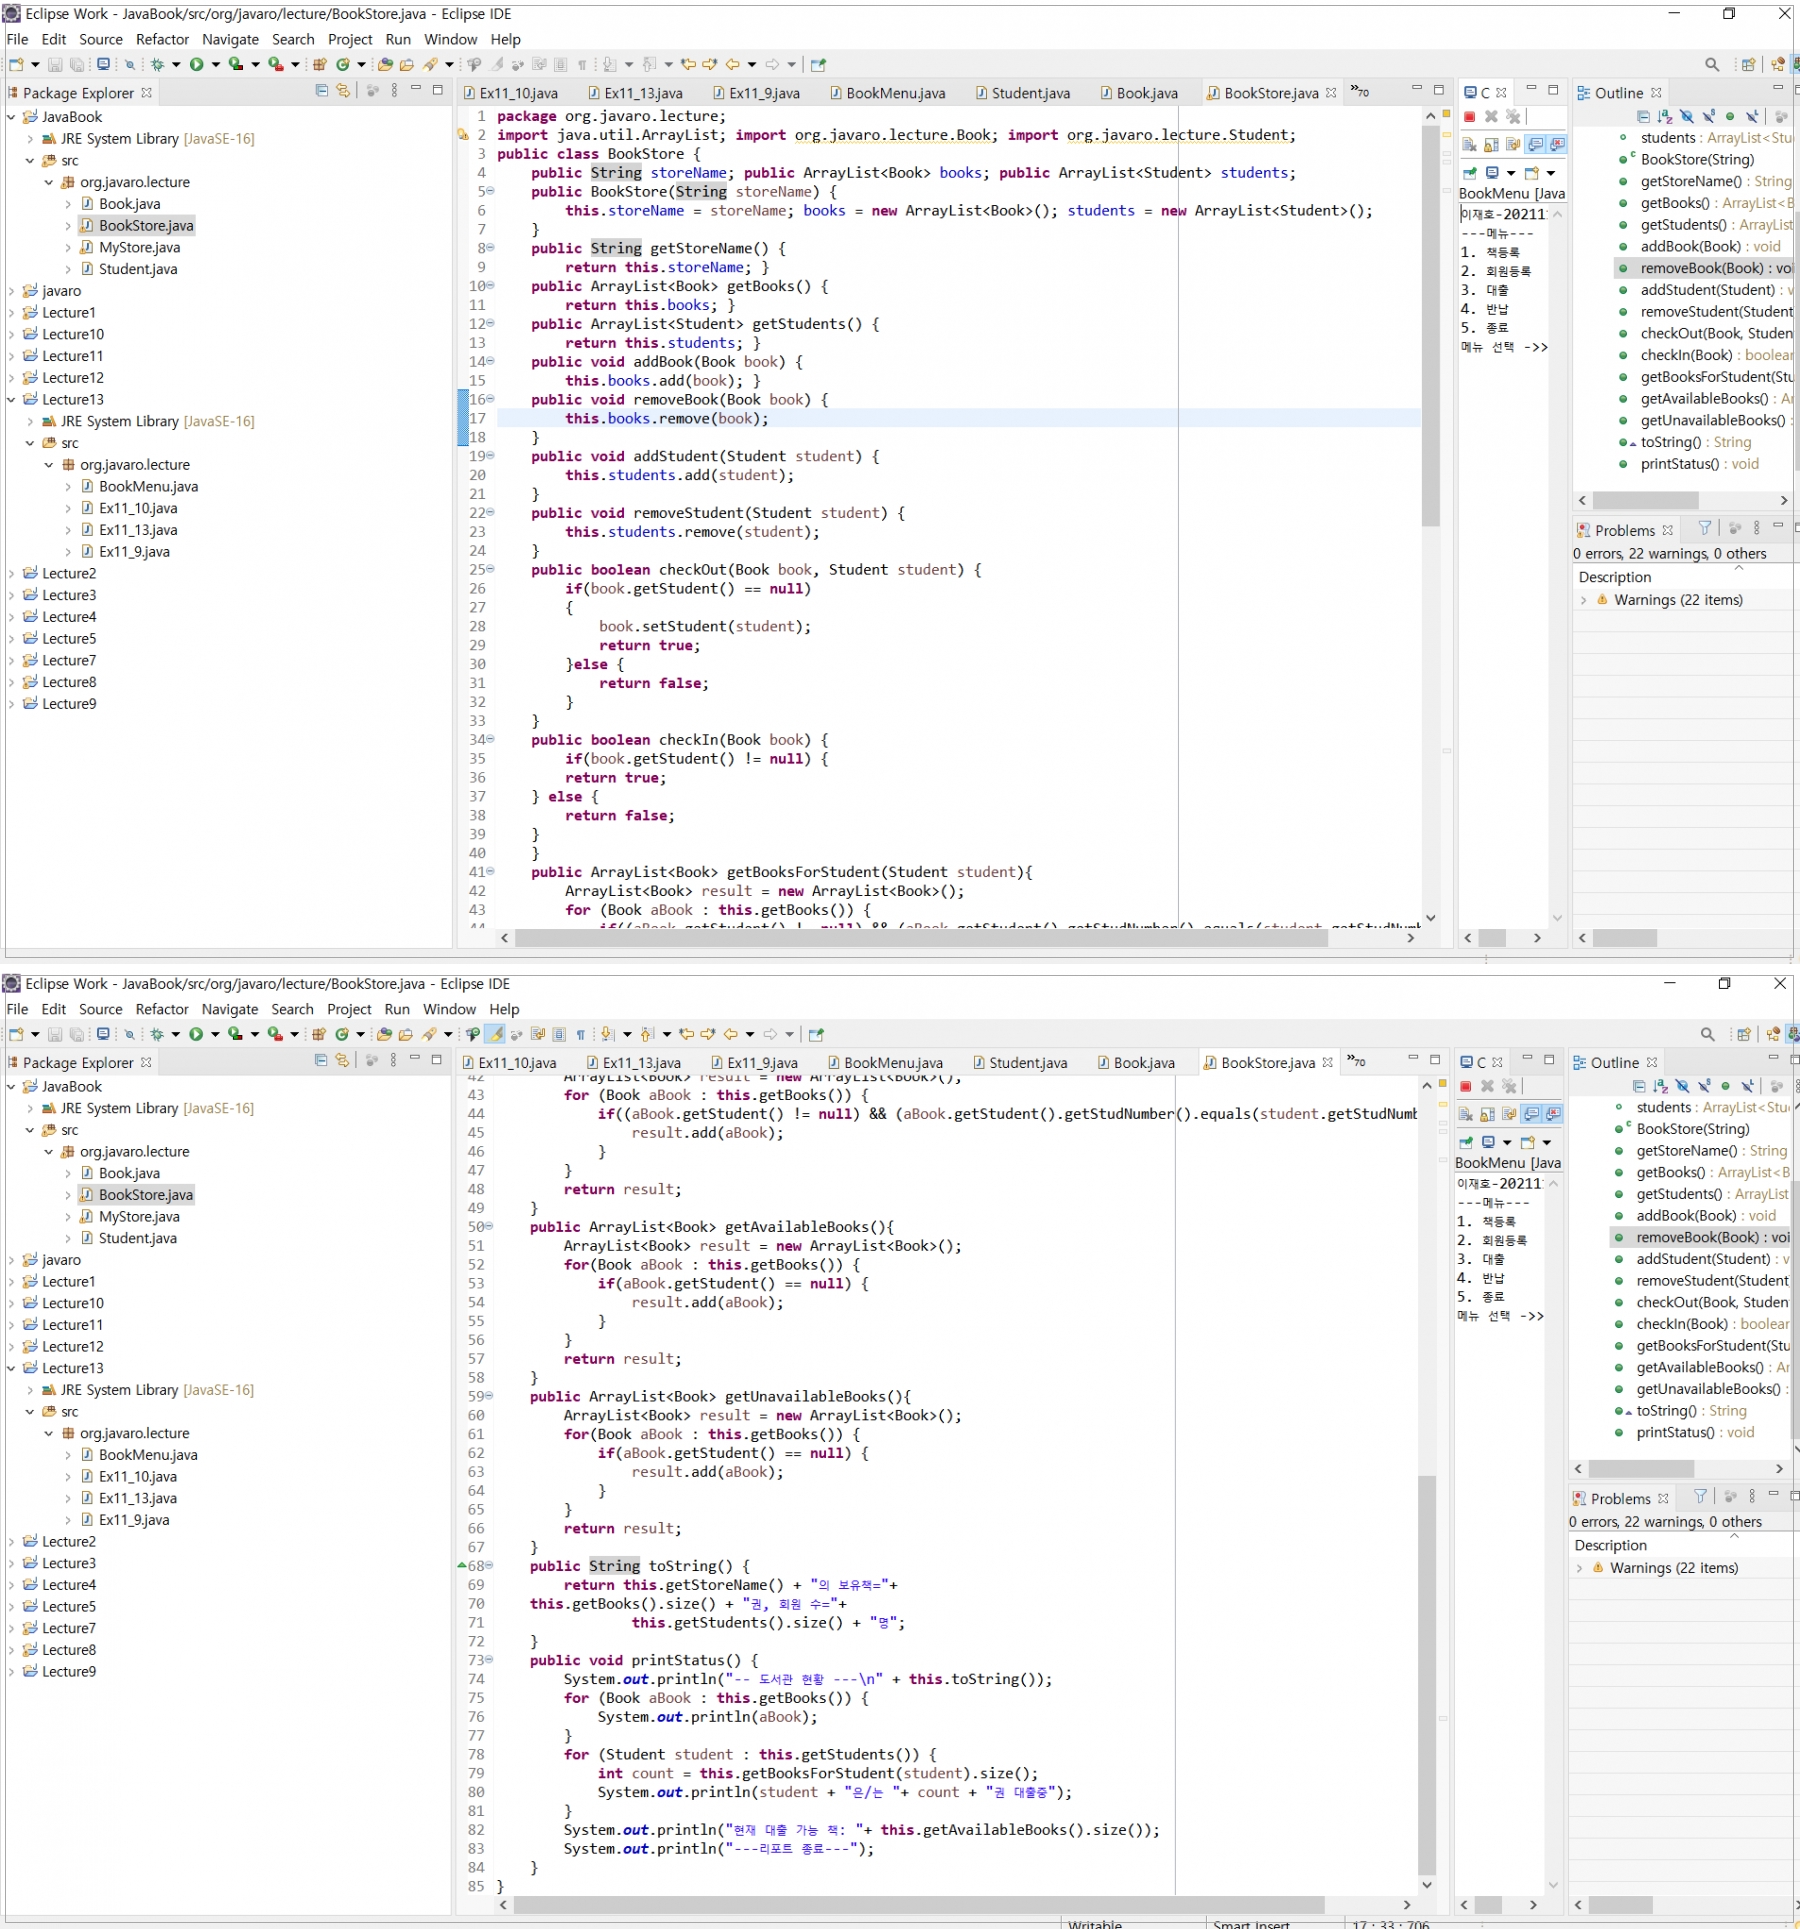 Eclipse Work - JavaBook/src/org/javaro/lecture/BookStore.java - Eclipse IDE
File Edit Source Refactor Navigate Search Project Run Window Help
Package Explorer
JavaBook
JRE System Library [JavaSE-16]
src
org.javaro.lecture
Book.java
BookStore.java
MyStore.java
Student.java
javaro
Lecture1
Lecture10
Lecture11
Lecture12
Lecture13
JRE System Library [JavaSE-16]
src
org.javaro.lecture
BookMenu.java
Ex11_10.java
Ex11_13.java
Ex11_9.java
Lecture2
Lecture3
Lecture4
Lecture5
Lecture7
Lecture8
Lecture9
Ex11_10.java Ex11_13.java Ex11_9.java BookMenu.java Student.java Book.java BookStore.java »70
1 package org.javaro.lecture;
2 import java.util.ArrayList; import org.javaro.lecture.Book; import org.javaro.lecture.Student;
3 public class BookStore {
4 public String storeName; public ArrayList<Book> books; public ArrayList<Student> students;
5 public BookStore(String storeName) {
6 this.storeName = storeName; books = new ArrayList<Book>(); students = new ArrayList<Student>();
7 }
8 public String getStoreName() {
9 return this.storeName; }
10 public ArrayList<Book> getBooks() {
11 return this.books; }
12 public ArrayList<Student> getStudents() {
13 return this.students; }
14 public void addBook(Book book) {
15 this.books.add(book); }
16 public void removeBook(Book book) {
17 this.books.remove(book);
18 }
19 public void addStudent(Student student) {
20 this.students.add(student);
21 }
22 public void removeStudent(Student student) {
23 this.students.remove(student);
24 }
25 public boolean checkOut(Book book, Student student) {
26 if(book.getStudent() == null)
27 {
28 book.setStudent(student);
29 return true;
30 }else {
31 return false;
32 }
33 }
34 public boolean checkIn(Book book) {
35 if(book.getStudent() != null) {
36 return true;
37 } else {
38 return false;
39 }
40 }
41 public ArrayList<Book> getBooksForStudent(Student student){
42 ArrayList<Book> result = new ArrayList<Book>();
43 for (Book aBook : this.getBooks()) {
C
BookMenu [Java
이재호-20211
---메뉴---
1. 책등록
2. 회원등록
3. 대출
4. 반납
5. 종료
메뉴 선택 ->>
Outline
students : ArrayList<Stu
BookStore(String)
getStoreName() : String
getBooks() : ArrayList<B
getStudents() : ArrayList
addBook(Book) : void
removeBook(Book) : voi
addStudent(Student) : v
removeStudent(Student
checkOut(Book, Studen
checkIn(Book) : boolear
getBooksForStudent(Stu
getAvailableBooks() : Ar
getUnavailableBooks() :
toString() : String
printStatus() : void
Problems
0 errors, 22 warnings, 0 others
Description
Warnings (22 items)
Eclipse Work - JavaBook/src/org/javaro/lecture/BookStore.java - Eclipse IDE
File Edit Source Refactor Navigate Search Project Run Window Help
Package Explorer
JavaBook
JRE System Library [JavaSE-16]
src
org.javaro.lecture
Book.java
BookStore.java
MyStore.java
Student.java
javaro
Lecture1
Lecture10
Lecture11
Lecture12
Lecture13
JRE System Library [JavaSE-16]
src
org.javaro.lecture
BookMenu.java
Ex11_10.java
Ex11_13.java
Ex11_9.java
Lecture2
Lecture3
Lecture4
Lecture5
Lecture7
Lecture8
Lecture9
Ex11_10.java Ex11_13.java Ex11_9.java BookMenu.java Student.java Book.java BookStore.java »70
42 ArrayList<Book> result = new ArrayList<Book>();
43 for (Book aBook : this.getBooks()) {
44 if((aBook.getStudent() != null) && (aBook.getStudent().getStudNumber().equals(student.getStudNumb
45 result.add(aBook);
46 }
47 }
48 return result;
49 }
50 public ArrayList<Book> getAvailableBooks(){
51 ArrayList<Book> result = new ArrayList<Book>();
52 for(Book aBook : this.getBooks()) {
53 if(aBook.getStudent() == null) {
54 result.add(aBook);
55 }
56 }
57 return result;
58 }
59 public ArrayList<Book> getUnavailableBooks(){
60 ArrayList<Book> result = new ArrayList<Book>();
61 for(Book aBook : this.getBooks()) {
62 if(aBook.getStudent() == null) {
63 result.add(aBook);
64 }
65 }
66 return result;
67 }
68 public String toString() {
69 return this.getStoreName() + "의 보유책="+
70 this.getBooks().size() + "권, 회원 수="+
71 this.getStudents().size() + "명";
72 }
73 public void printStatus() {
74 System.out.println("-- 도서관 현황 ---\n" + this.toString());
75 for (Book aBook : this.getBooks()) {
76 System.out.println(aBook);
77 }
78 for (Student student : this.getStudents()) {
79 int count = this.getBooksForStudent(student).size();
80 System.out.println(student + "은/는 "+ count + "권 대출중");
81 }
82 System.out.println("현재 대출 가능 책: "+ this.getAvailableBooks().size());
83 System.out.println("---리포트 종료---");
84 }
85 }
C
BookMenu [Java
이재호-20211
---메뉴---
1. 책등록
2. 회원등록
3. 대출
4. 반납
5. 종료
메뉴 선택 ->>
Outline
students : ArrayList<Stu
BookStore(String)
getStoreName() : String
getBooks() : ArrayList<B
getStudents() : ArrayList
addBook(Book) : void
removeBook(Book) : voi
addStudent(Student) : v
removeStudent(Student
checkOut(Book, Studen
checkIn(Book) : boolear
getBooksForStudent(Stu
getAvailableBooks() : Ar
getUnavailableBooks() :
toString() : String
printStatus() : void
Problems
0 errors, 22 warnings, 0 others
Description
Warnings (22 items)
Writable Smart Insert 17 : 33 : 706